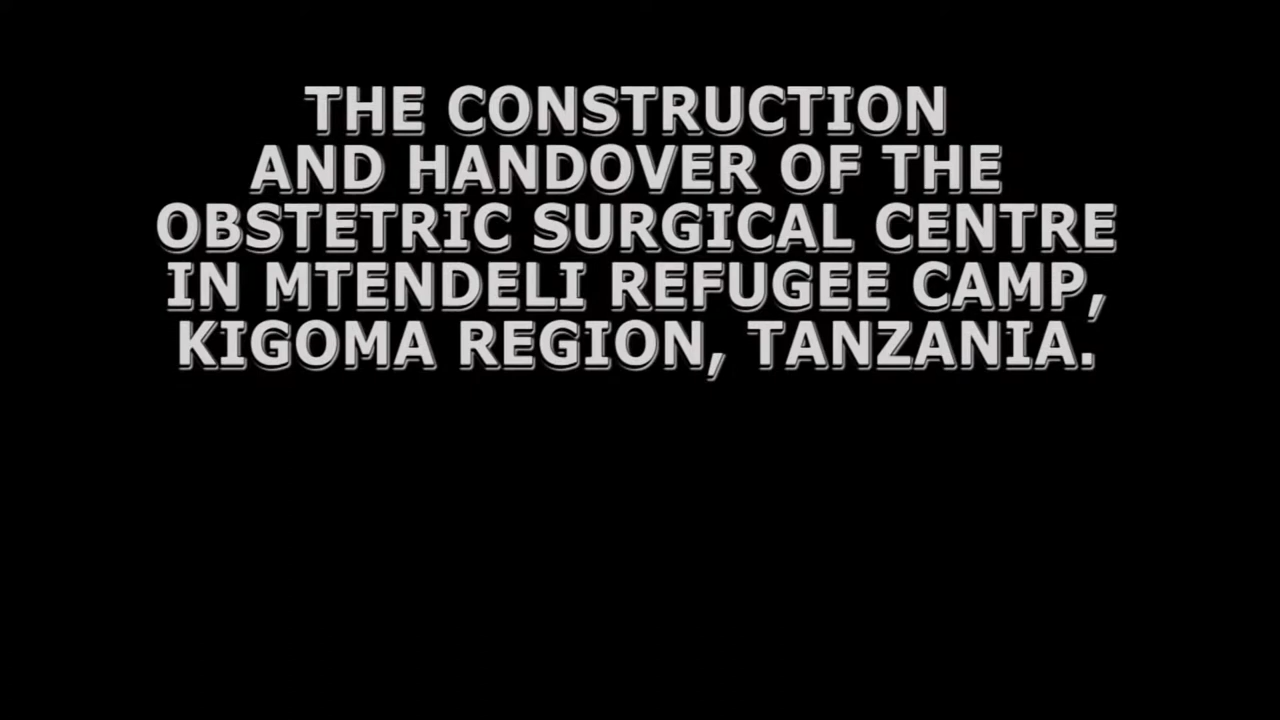 THE CONSTRUCTION
AND HANDOVER OF THE
OBSTETRIC SURGICAL CENTRE
IN MTENDELI REFUGEE CAMP,
KIGOMA REGION, TANZANIA.